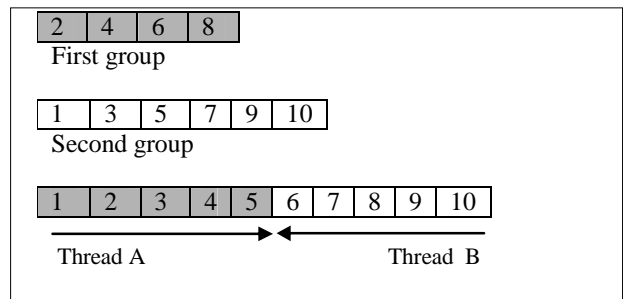 2 4 6 8
First group
1 3 5 7 9 10
Second group
1 2 3 4 5 6 7 8 9 10
Thread A Thread B